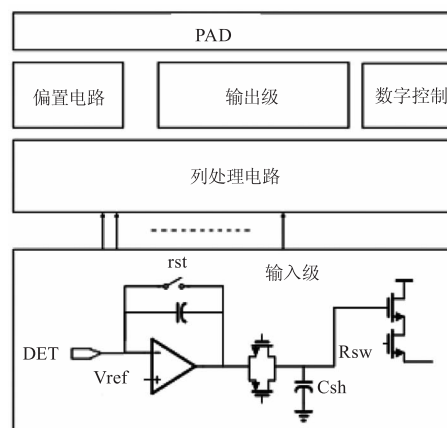 PAD
偏置电路 输出级 数字控制
列处理电路
输入级
rst
DET
Vref
Rsw
Csh